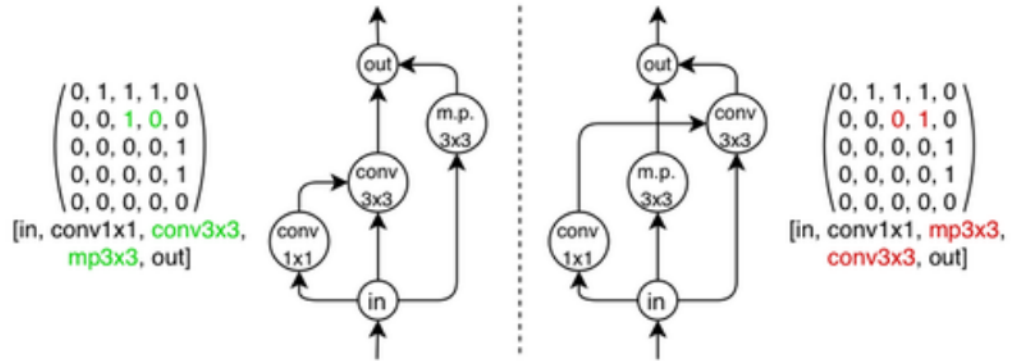 0, 1, 1, 1, 0
0, 0, 1, 0, 0
0, 0, 0, 0, 1
0, 0, 0, 0, 1
0, 0, 0, 0, 0
[in, conv1x1, conv3x3,
mp3x3, out]
out
m.p.
3x3
conv
3x3
conv
1x1
in
out
conv
3x3
m.p.
3x3
conv
1x1
in
0, 1, 1, 1, 0
0, 0, 0, 1, 0
0, 0, 0, 0, 1
0, 0, 0, 0, 1
0, 0, 0, 0, 0
[in, conv1x1, mp3x3,
conv3x3, out]